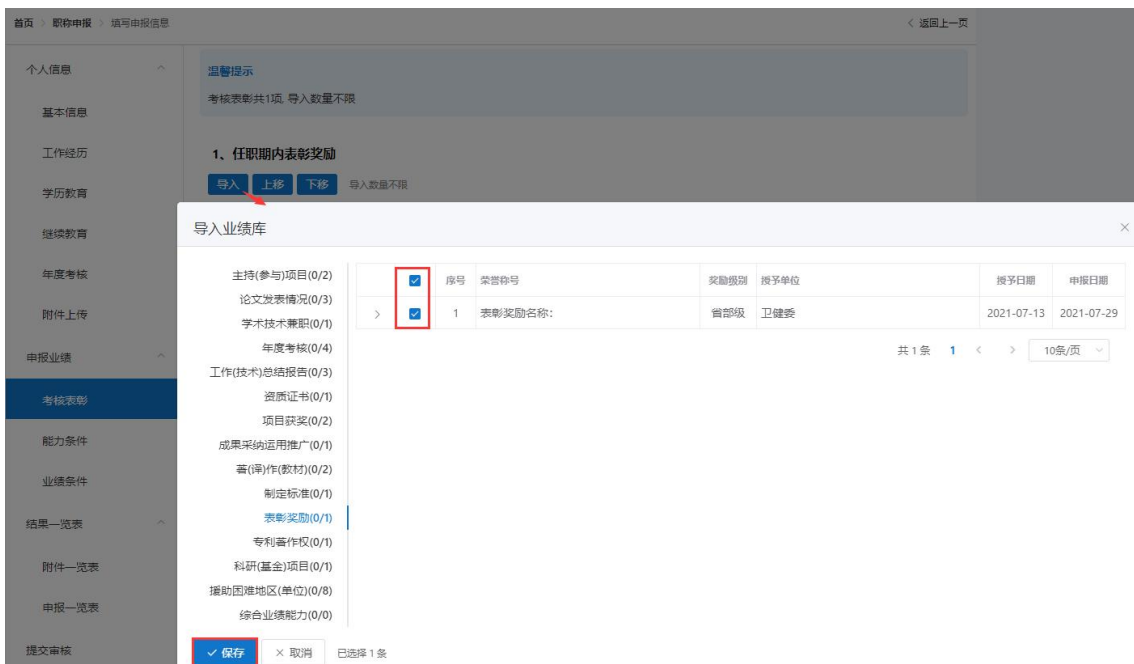 首页 > 职称申报 > 填写申报信息
< 返回上一页
个人信息
基本信息
工作经历
学历教育
继续教育
年度考核
附件上传
申报业绩
考核表彰
能力条件
业绩条件
结果一览表
附件一览表
申报一览表
提交审核
温馨提示
考核表彰共1项, 导入数量不限
1、任职期内表彰奖励
导入 上移 下移 导入数量不限
导入业绩库
主持(参与)项目(0/2)
论文发表情况(0/3)
学术技术兼职(0/1)
年度考核(0/4)
工作(技术)总结报告(0/3)
资质证书(0/1)
项目获奖(0/2)
成果采纳运用推广(0/1)
著(译)作(教材)(0/2)
制定标准(0/1)
表彰奖励(0/1)
专利著作权(0/1)
科研(基金)项目(0/1)
援助困难地区(单位)(0/8)
综合业绩能力(0/0)
序号 荣誉称号 奖励级别 授予单位 授予日期 申报日期
1 表彰奖励名称: 省部级 卫健委 2021-07-13 2021-07-29
共 1 条 1 10条/页
保存 取消 已选择 1 条